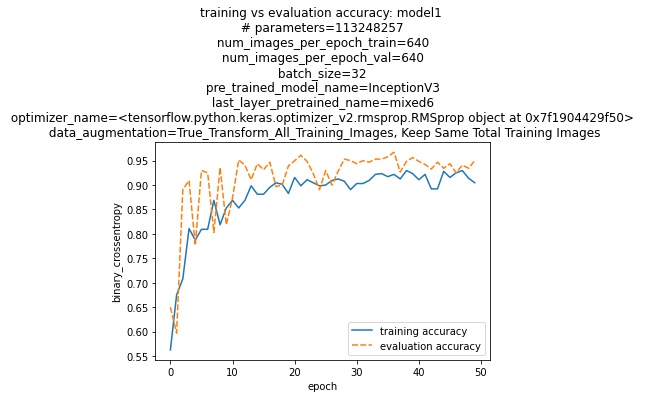 training vs evaluation accuracy: model1
# parameters=113248257
num_images_per_epoch_train=640
num_images_per_epoch_val=640
batch_size=32
pre_trained_model_name=InceptionV3
last_layer_pretrained_name=mixed6
optimizer_name=<tensorflow.python.keras.optimizer_v2.rmsprop.RMSprop object at 0x7f1904429f50>
data_augmentation=True_Transform_All_Training_Images, Keep Same Total Training Images
0.95
0.90
0.85
0.80
0.75
0.70
0.65
0.60
0.55
binary_crossentropy
training accuracy
evaluation accuracy
0 10 20 30 40 50
epoch